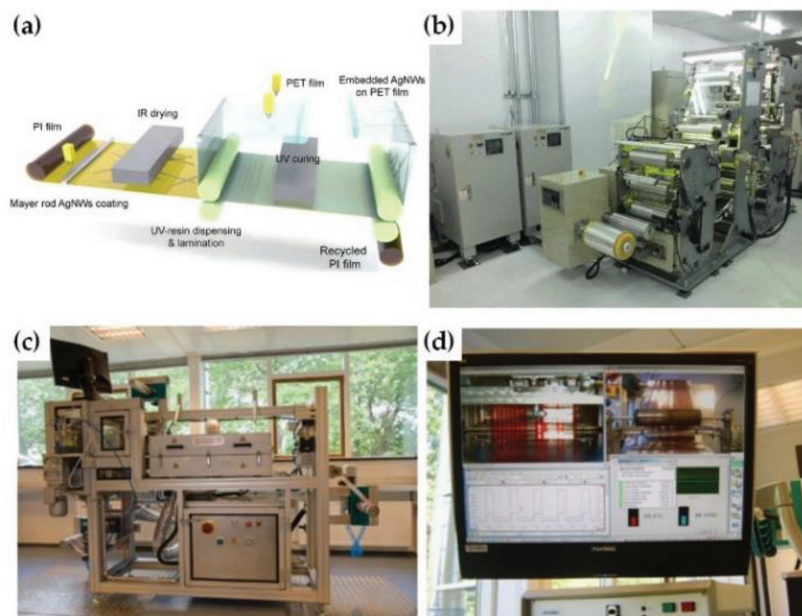 (a)
PET film
Embedded AgNWs
on PET film
IR drying
PI film
UV curing
Mayer rod AgNWs coating
UV-resin dispensing
& lamination
Recycled
PI film
(b)
(c)
(d)